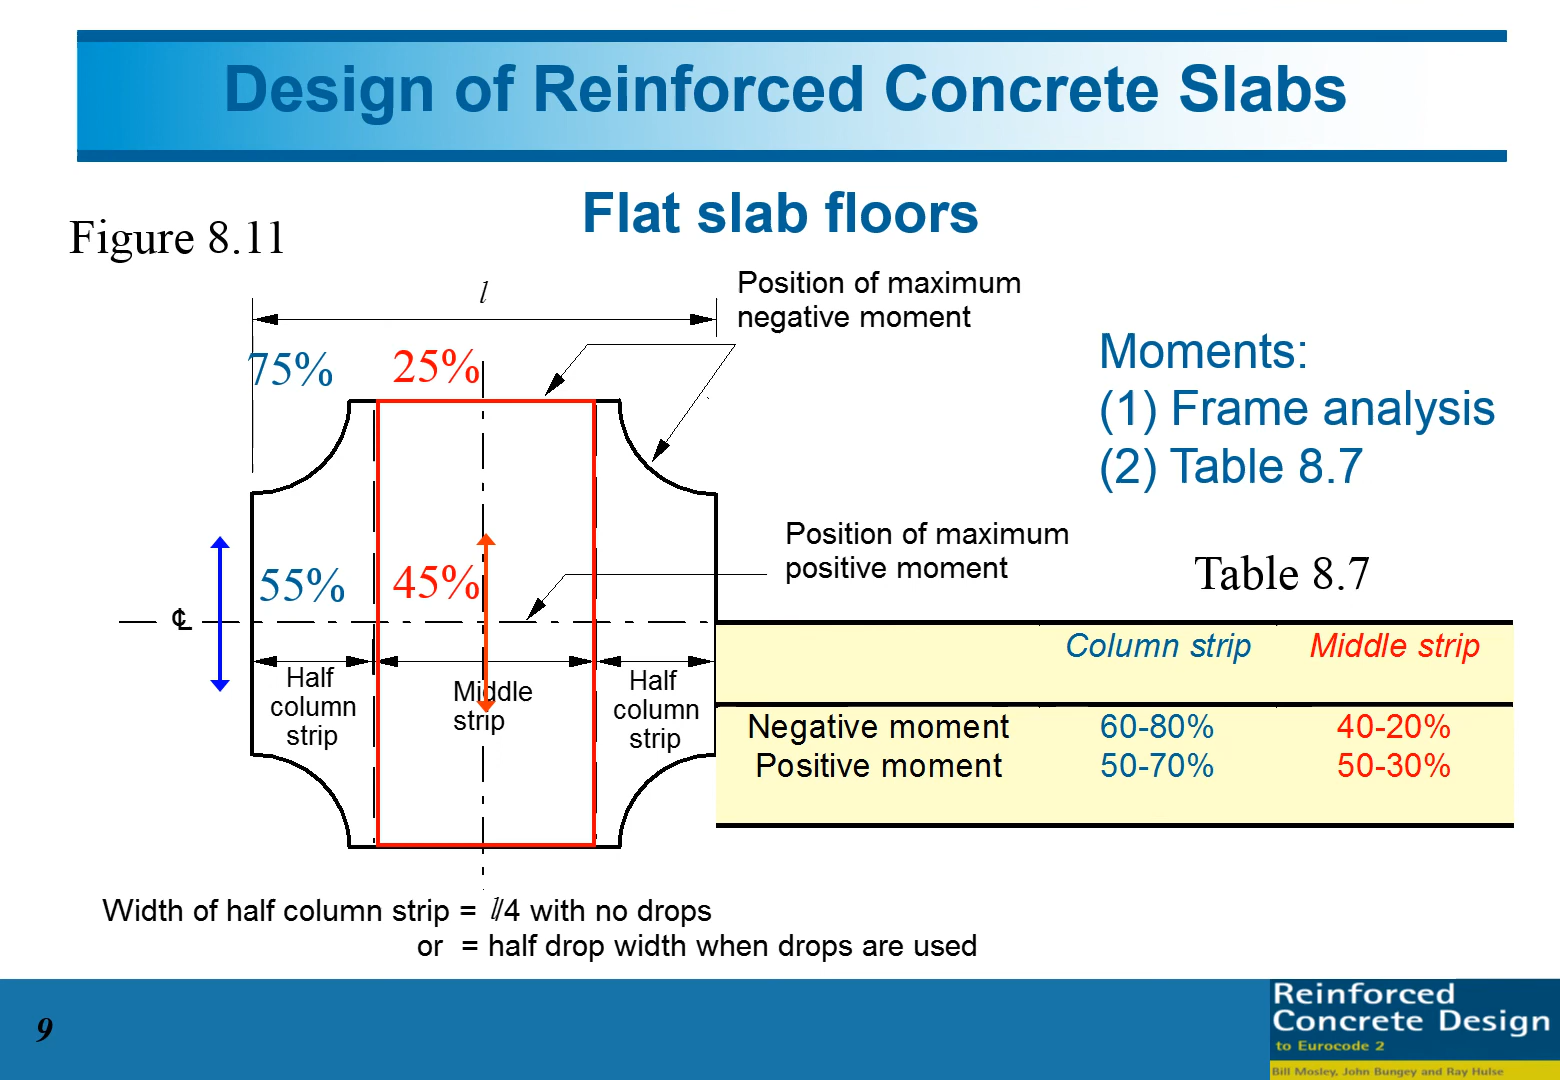 Design of Reinforced Concrete Slabs
Flat slab floors
Figure 8.11
l
Position of maximum
negative moment
75%
25%
Moments:
(1) Frame analysis
(2) Table 8.7
Position of maximum
positive moment
55%
45%
Table 8.7
℄
Column strip Middle strip
Half
column
strip
Middle
strip
Half
column
strip
Negative moment 60-80% 40-20%
Positive moment 50-70% 50-30%
Width of half column strip = l/4 with no drops
or = half drop width when drops are used
9
Reinforced
Concrete Design
to Eurocode 2
Bill Mosley, John Bungey and Ray Hulse